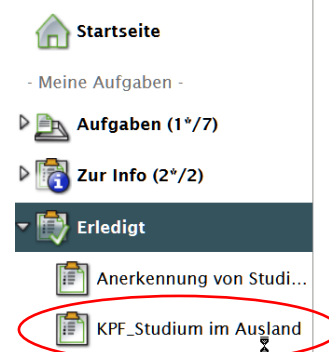 Startseite
- Meine Aufgaben -
Aufgaben (1*/7)
Zur Info (2*/2)
Erledigt
Anerkennung von Studi...
KPF_Studium im Ausland